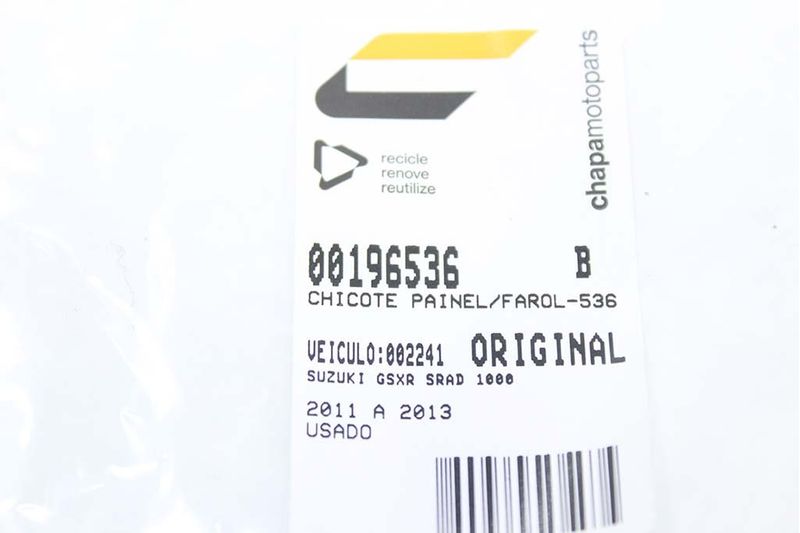 chapamotoparts
recicle
renove
reutilize
00196536 B
CHICOTE PAINEL/FAROL-536
VEICULO:002241 ORIGINAL
SUZUKI GSXR SRAD 1000
2011 A 2013
USADO